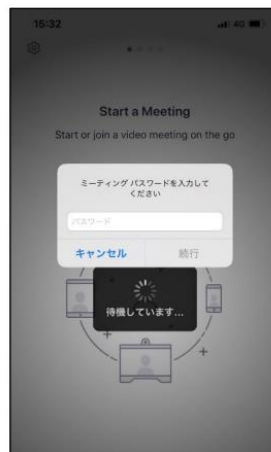 15:32
4G
Start a Meeting
Start or join a video meeting on the go
ミーティング パスワードを入力して
ください
パスワード
キャンセル
続行
待機しています...